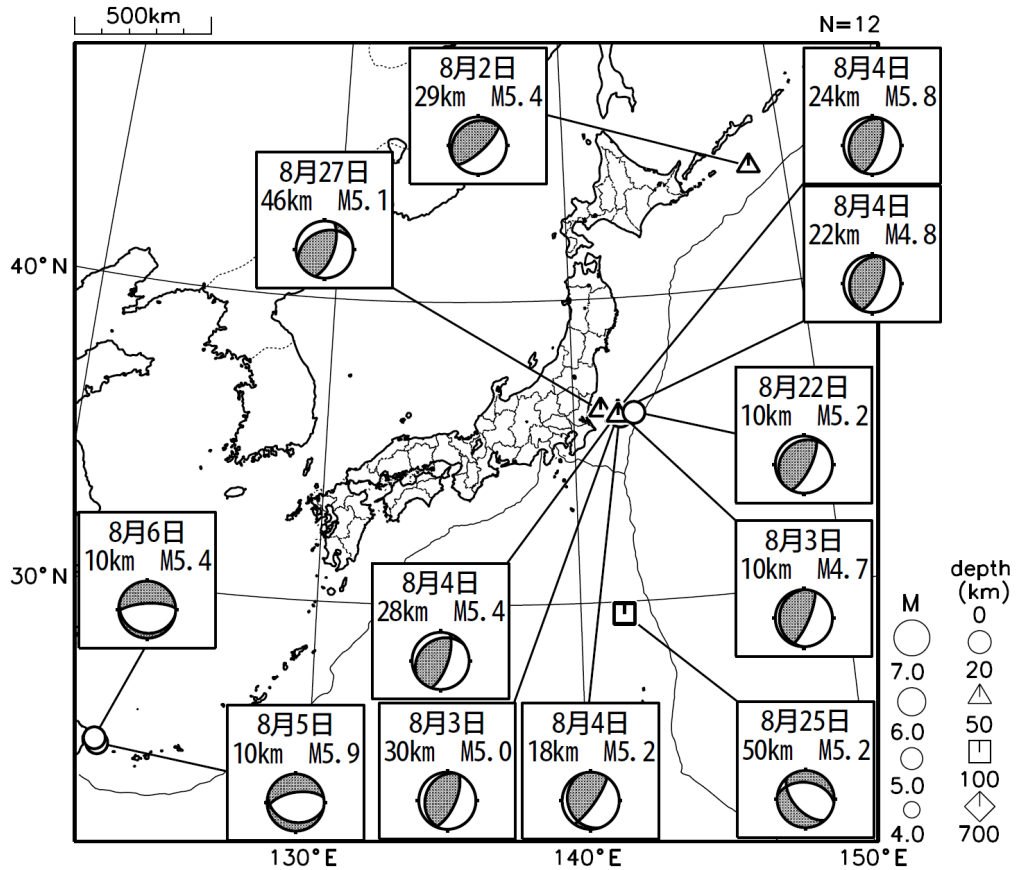 500km
N=12
8月2日
29km M5.4
8月4日
24km M5.8
8月27日
46km M5.1
8月4日
22km M4.8
40°N
8月22日
10km M5.2
8月6日
10km M5.4
8月3日
10km M4.7
30°N
8月4日
28km M5.4
8月5日
10km M5.9
8月3日
30km M5.0
8月4日
18km M5.2
8月25日
50km M5.2
M
7.0
6.0
5.0
4.0
depth
(km)
0
20
50
100
700
130°E
140°E
150°E